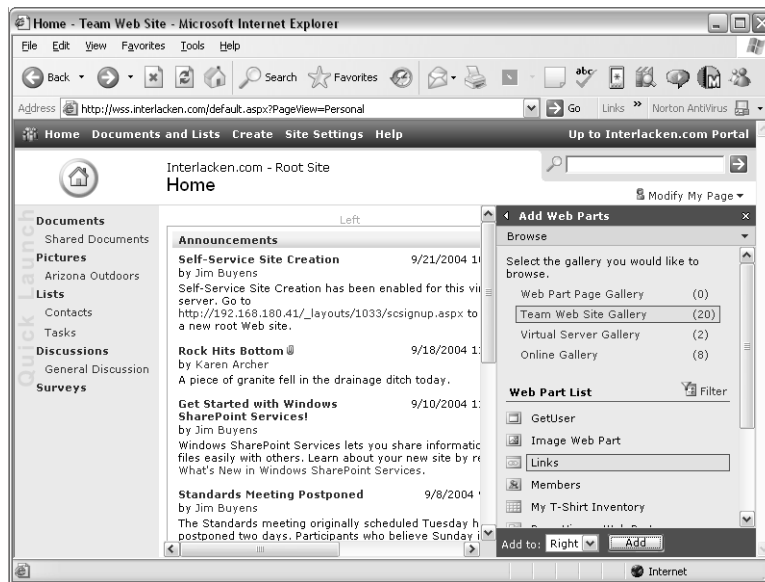 Home - Team Web Site - Microsoft Internet Explorer
File Edit View Favorites Tools Help
Back Search Favorites
Address http://wss.interlacken.com/default.aspx?PageView=Personal Go Links » Norton AntiVirus
Home Documents and Lists Create Site Settings Help Up to Interlacken.com Portal
Interlacken.com - Root Site
Home
Modify My Page
Quick Launch
Documents
Shared Documents
Pictures
Arizona Outdoors
Lists
Contacts
Tasks
Discussions
General Discussion
Surveys
Left
Announcements
Self-Service Site Creation 9/21/2004
by Jim Buyens
Self-Service Site Creation has been enabled for this
server. Go to
http://192.168.180.41/_layouts/1033/scsignup.aspx to
a new root Web site.
Rock Hits Bottom 9/18/2004
by Karen Archer
A piece of granite fell in the drainage ditch today.
Get Started with Windows 9/10/2004
SharePoint Services!
by Jim Buyens
Windows SharePoint Services lets you share
files easily with others. Learn about your new site by
What's New in Windows SharePoint Services.
Standards Meeting Postponed 9/8/2004
by Jim Buyens
The Standards meeting originally scheduled Tuesday
postponed two days. Participants who believe Sunday
Add Web Parts
Browse
Select the gallery you would like to
browse.
Web Part Page Gallery (0)
Team Web Site Gallery (20)
Virtual Server Gallery (2)
Online Gallery (8)
Web Part List Filter
GetUser
Image Web Part
Links
Members
My T-Shirt Inventory
Add to: Right Add
Internet